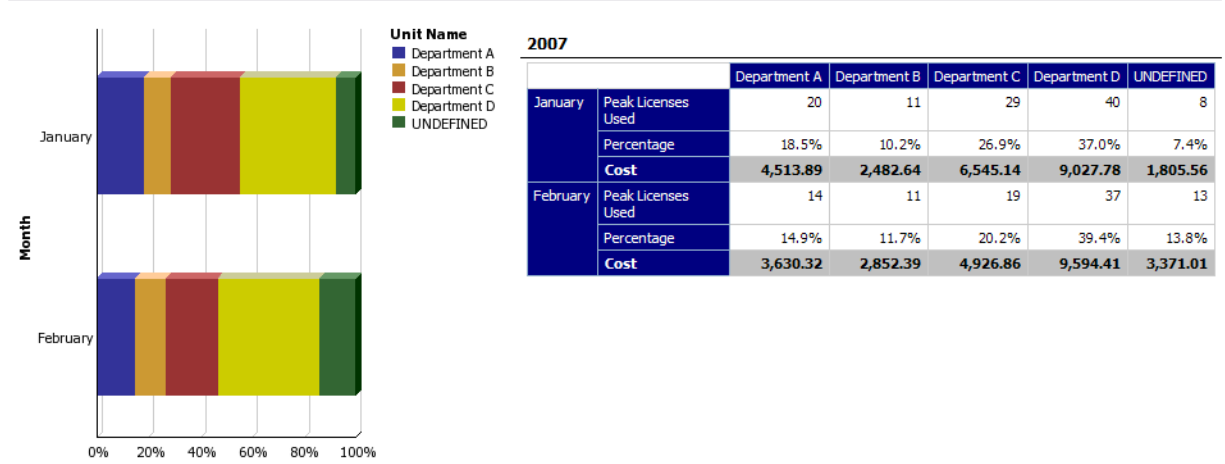 Unit Name
Department A
Department B
Department C
Department D
UNDEFINED
January
February
Month
0% 20% 40% 60% 80% 100%
2007
Department A Department B Department C Department D UNDEFINED
January Peak Licenses Used 20 11 29 40 8
Percentage 18.5% 10.2% 26.9% 37.0% 7.4%
Cost 4,513.89 2,482.64 6,545.14 9,027.78 1,805.56
February Peak Licenses Used 14 11 19 37 13
Percentage 14.9% 11.7% 20.2% 39.4% 13.8%
Cost 3,630.32 2,852.39 4,926.86 9,594.41 3,371.01